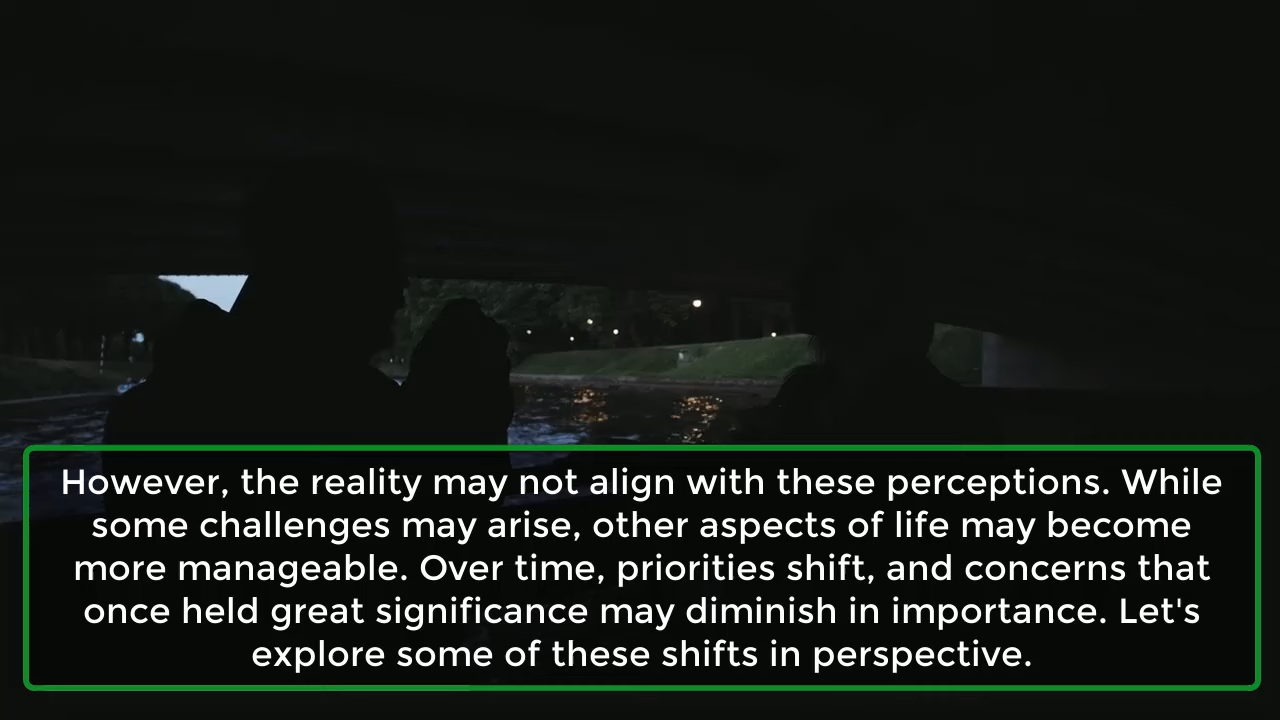 However, the reality may not align with these perceptions. While
some challenges may arise, other aspects of life may become
more manageable. Over time, priorities shift, and concerns that
once held great significance may diminish in importance. Let's
explore some of these shifts in perspective.